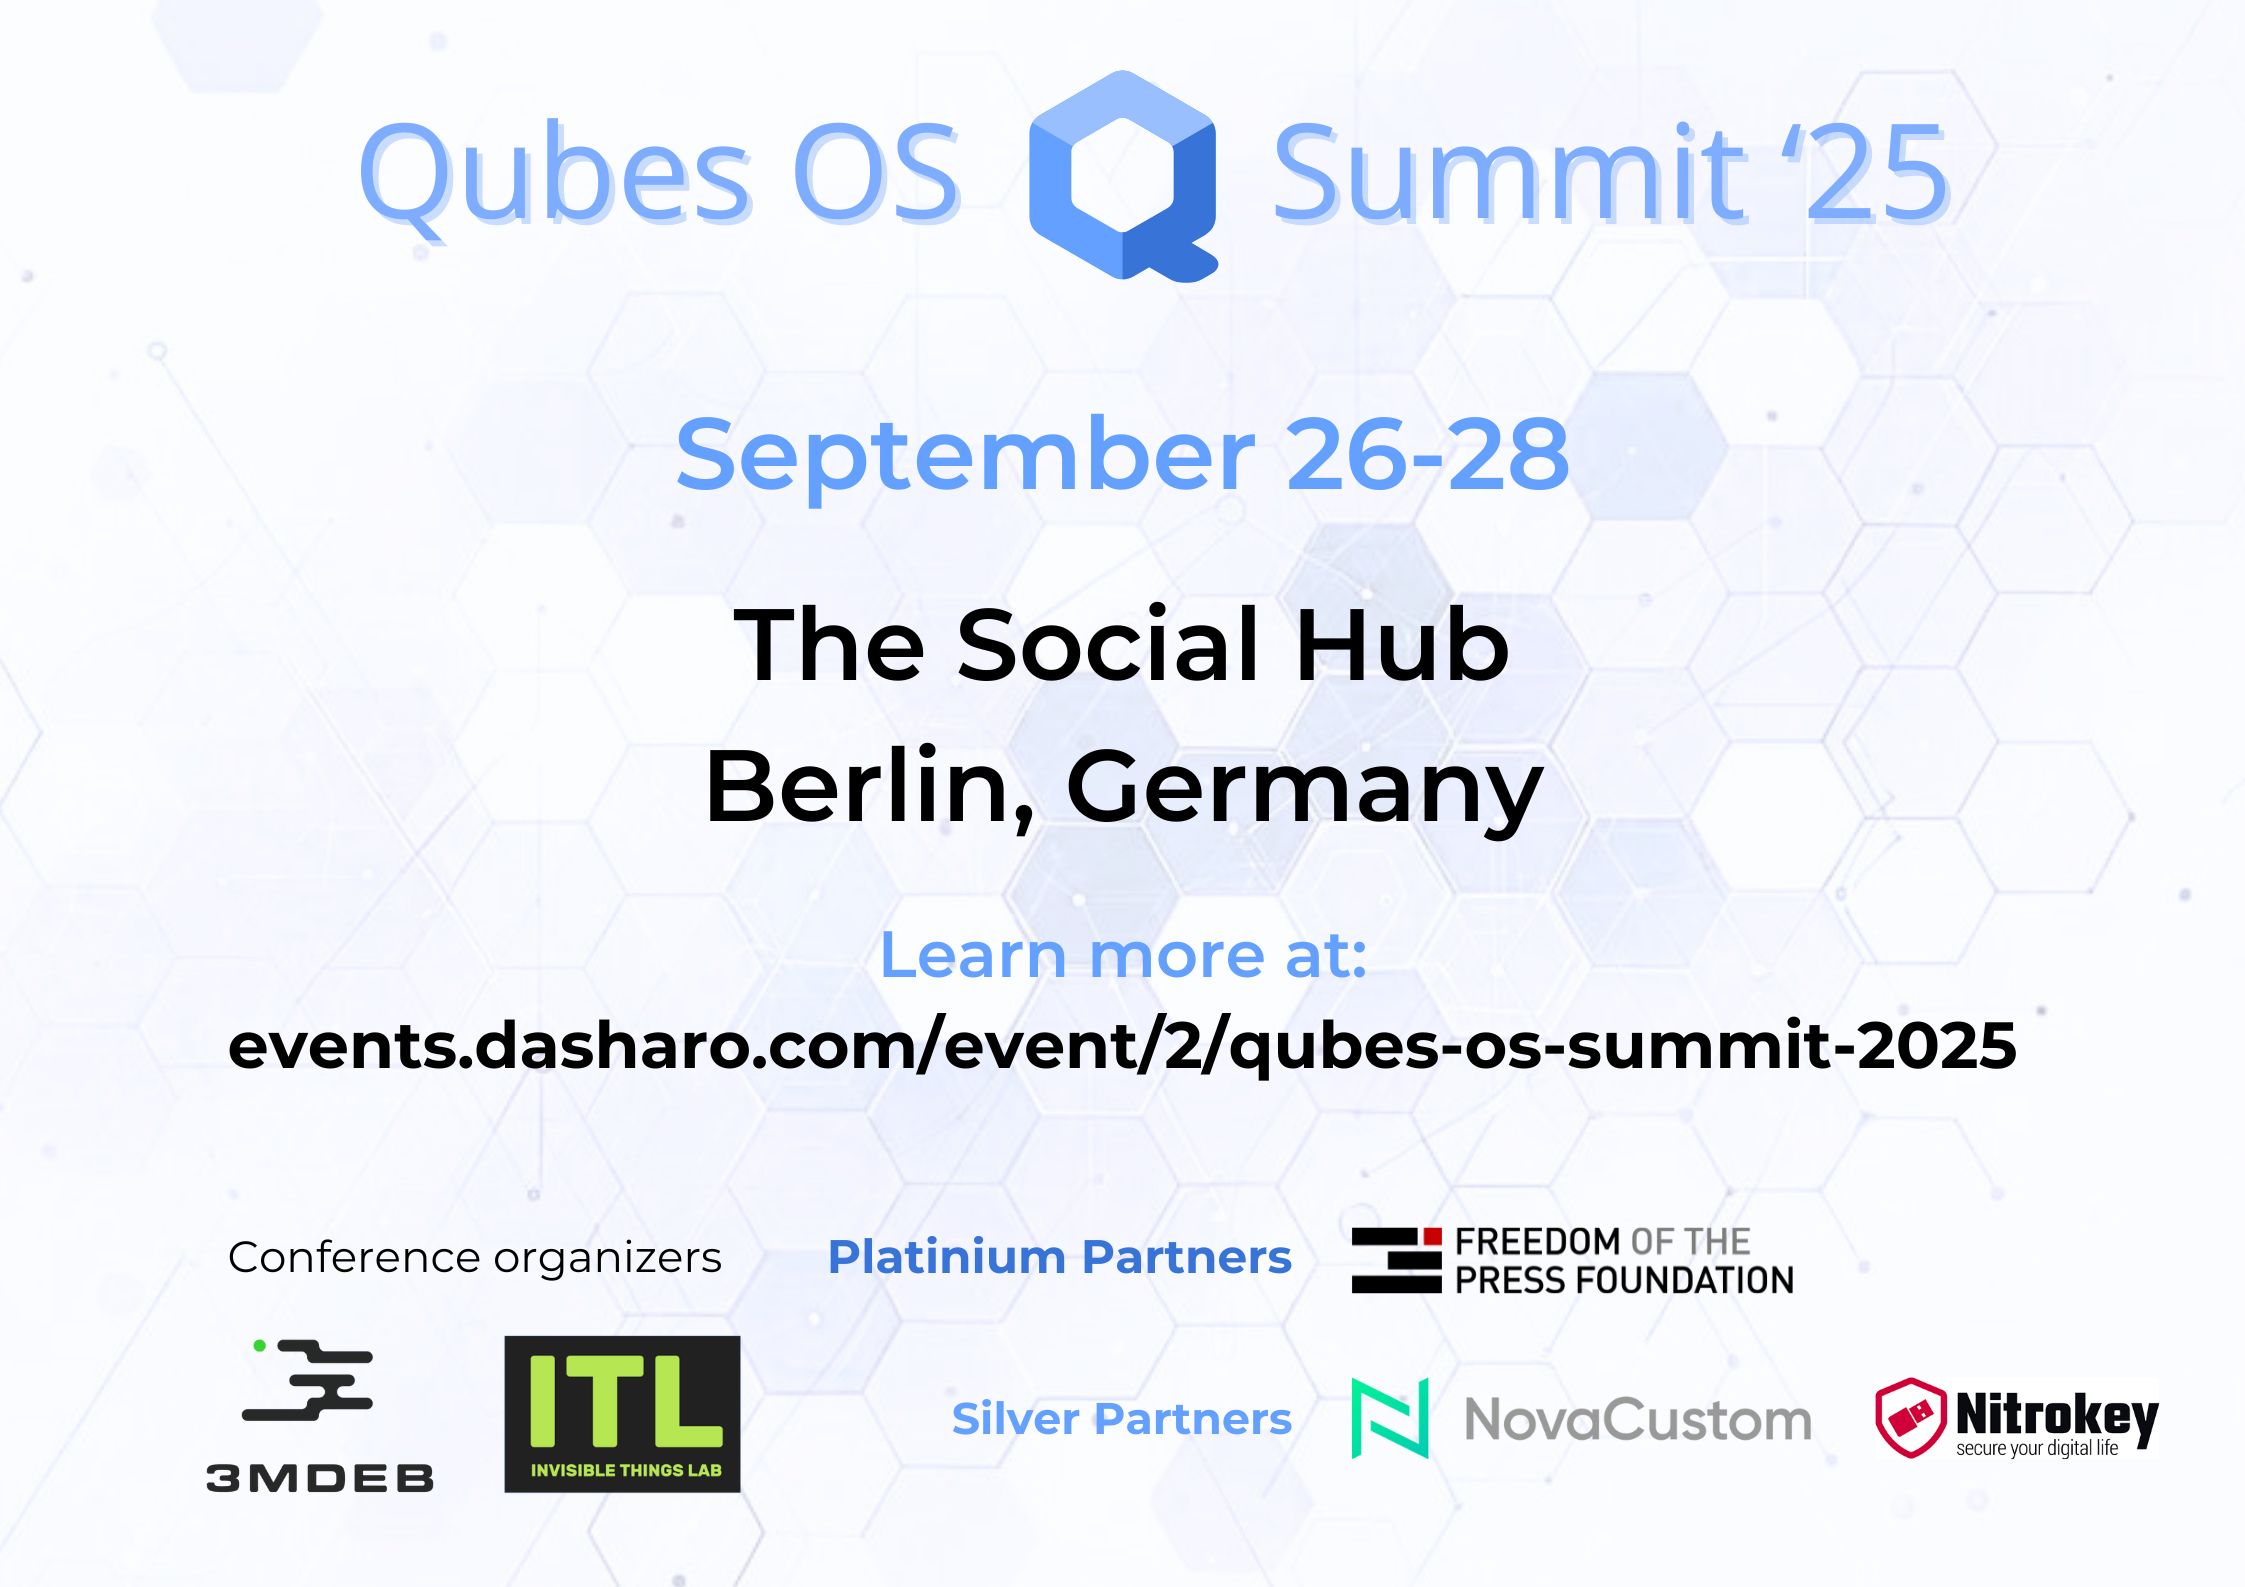 Qubes OS Summit ‘25
September 26-28
The Social Hub
Berlin, Germany
Learn more at:
events.dasharo.com/event/2/qubes-os-summit-2025
Conference organizers
3MDEB
ITL
INVISIBLE THINGS LAB
Platinium Partners
FREEDOM OF THE
PRESS FOUNDATION
Silver Partners
NovaCustom
Nitrokey
secure your digital life